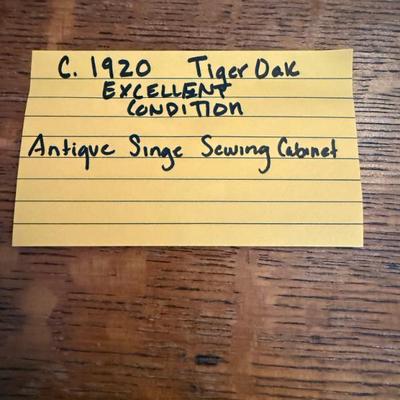 C. 1920 Tiger Oak
EXCELLENT
CONDITION
Antique Singe Sewing Cabinet